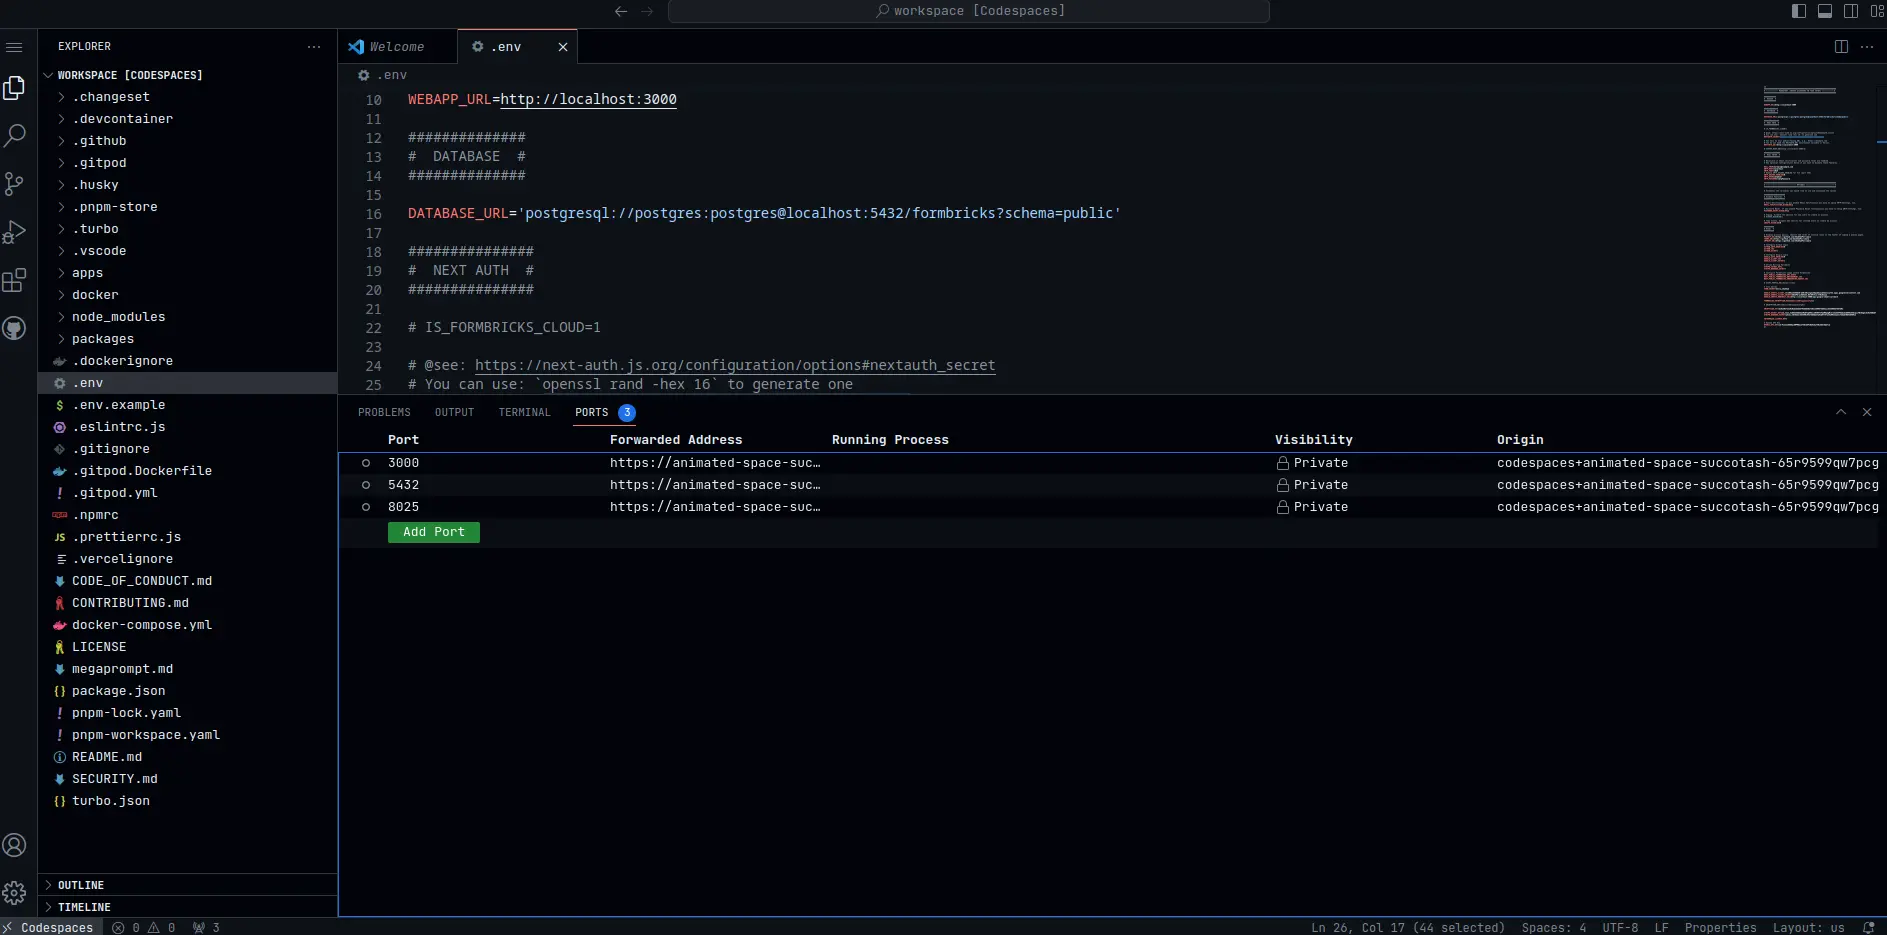 workspace [Codespaces]
EXPLORER
WORKSPACE [CODESPACES]
.changeset
.devcontainer
.github
.gitpod
.husky
.pnpm-store
.turbo
.vscode
apps
docker
node_modules
packages
.dockerignore
.env
$ .env.example
.eslintrc.js
.gitignore
.gitpod.Dockerfile
! .gitpod.yml
.npmrc
JS .prettierrc.js
.vercelignore
CODE_OF_CONDUCT.md
CONTRIBUTING.md
docker-compose.yml
LICENSE
megaprompt.md
{} package.json
! pnpm-lock.yaml
! pnpm-workspace.yaml
README.md
SECURITY.md
{} turbo.json
OUTLINE
TIMELINE
Welcome
.env
.env
10 WEBAPP_URL=http://localhost:3000
11
12 ##############
13 #  DATABASE  #
14 ##############
15
16 DATABASE_URL='postgresql://postgres:postgres@localhost:5432/formbricks?schema=public'
17
18 ###############
19 #  NEXT AUTH  #
20 ###############
21
22 # IS_FORMBRICKS_CLOUD=1
23
24 # @see: https://next-auth.js.org/configuration/options#nextauth_secret
25 # You can use: `openssl rand -hex 16` to generate one
PROBLEMS OUTPUT TERMINAL PORTS 3
Port Forwarded Address Running Process Visibility Origin
3000 https://animated-space-suc… Private codespaces+animated-space-succotash-65r9599qw7pcg
5432 https://animated-space-suc… Private codespaces+animated-space-succotash-65r9599qw7pcg
8025 https://animated-space-suc… Private codespaces+animated-space-succotash-65r9599qw7pcg
Add Port
Codespaces 0 0 3 Ln 26, Col 17 (44 selected) Spaces: 4 UTF-8 LF Properties Layout: us